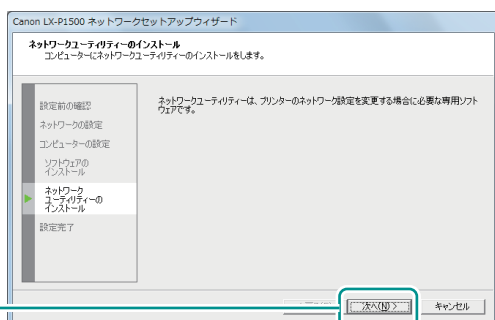 Canon LX-P1500 ネットワークセットアップウィザード
ネットワークユーティリティーのインストール
コンピューターにネットワークユーティリティーのインストールをします。
設定前の確認
ネットワークの設定
コンピューターの設定
ソフトウェアの
インストール
ネットワーク
ユーティリティーの
インストール
設定完了
ネットワークユーティリティーは、プリンターのネットワーク設定を変更する場合に必要な専用ソフト
ウェアです。
次へ(N) >
キャンセル